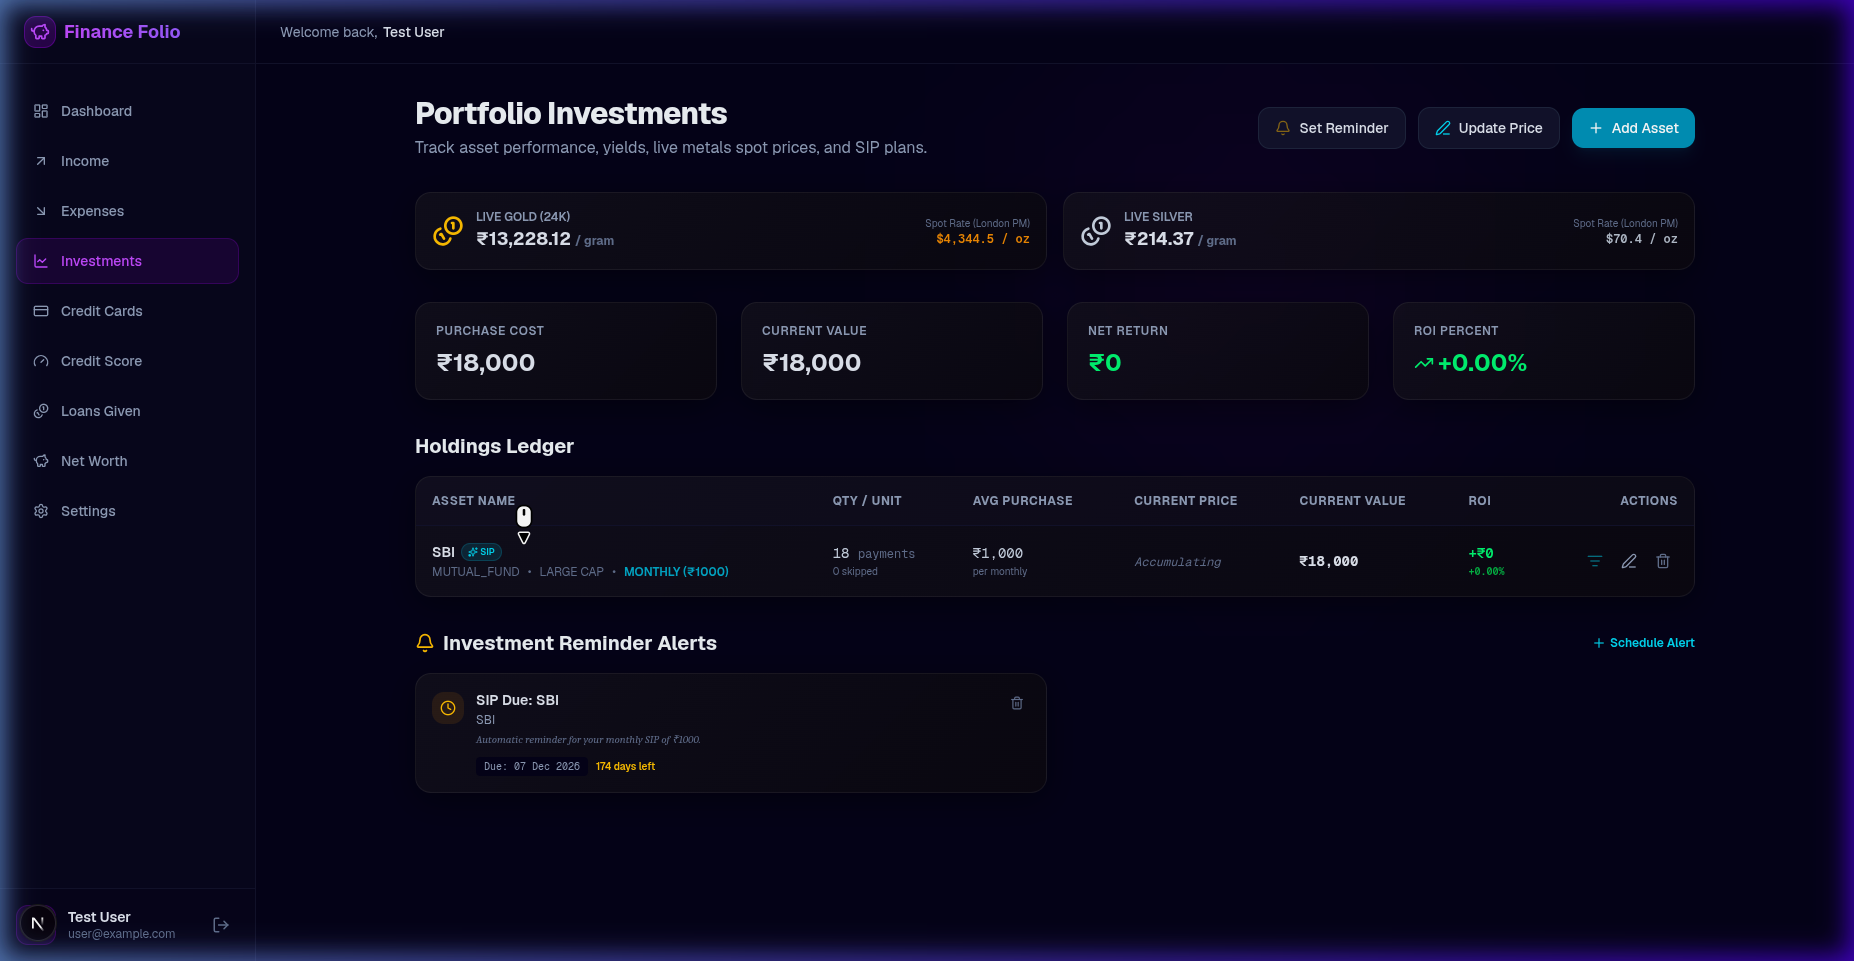 Finance Folio
Welcome back, Test User
Dashboard
Income
Expenses
Investments
Credit Cards
Credit Score
Loans Given
Net Worth
Settings
Portfolio Investments
Track asset performance, yields, live metals spot prices, and SIP plans.
Set Reminder
Update Price
Add Asset
LIVE GOLD (24K)
₹13,228.12 / gram
Spot Rate (London PM)
$4,344.5 / oz
LIVE SILVER
₹214.37 / gram
Spot Rate (London PM)
$70.4 / oz
PURCHASE COST
₹18,000
CURRENT VALUE
₹18,000
NET RETURN
₹0
ROI PERCENT
+0.00%
Holdings Ledger
ASSET NAME QTY / UNIT AVG PURCHASE CURRENT PRICE CURRENT VALUE ROI ACTIONS
SBI SIP
MUTUAL_FUND • LARGE CAP • MONTHLY (₹1000)
18 payments
0 skipped
₹1,000
per monthly
Accumulating
₹18,000
+₹0
+0.00%
Investment Reminder Alerts
Schedule Alert
SIP Due: SBI
SBI
Automatic reminder for your monthly SIP of ₹1000.
Due: 07 Dec 2026 174 days left
N
Test User
user@example.com